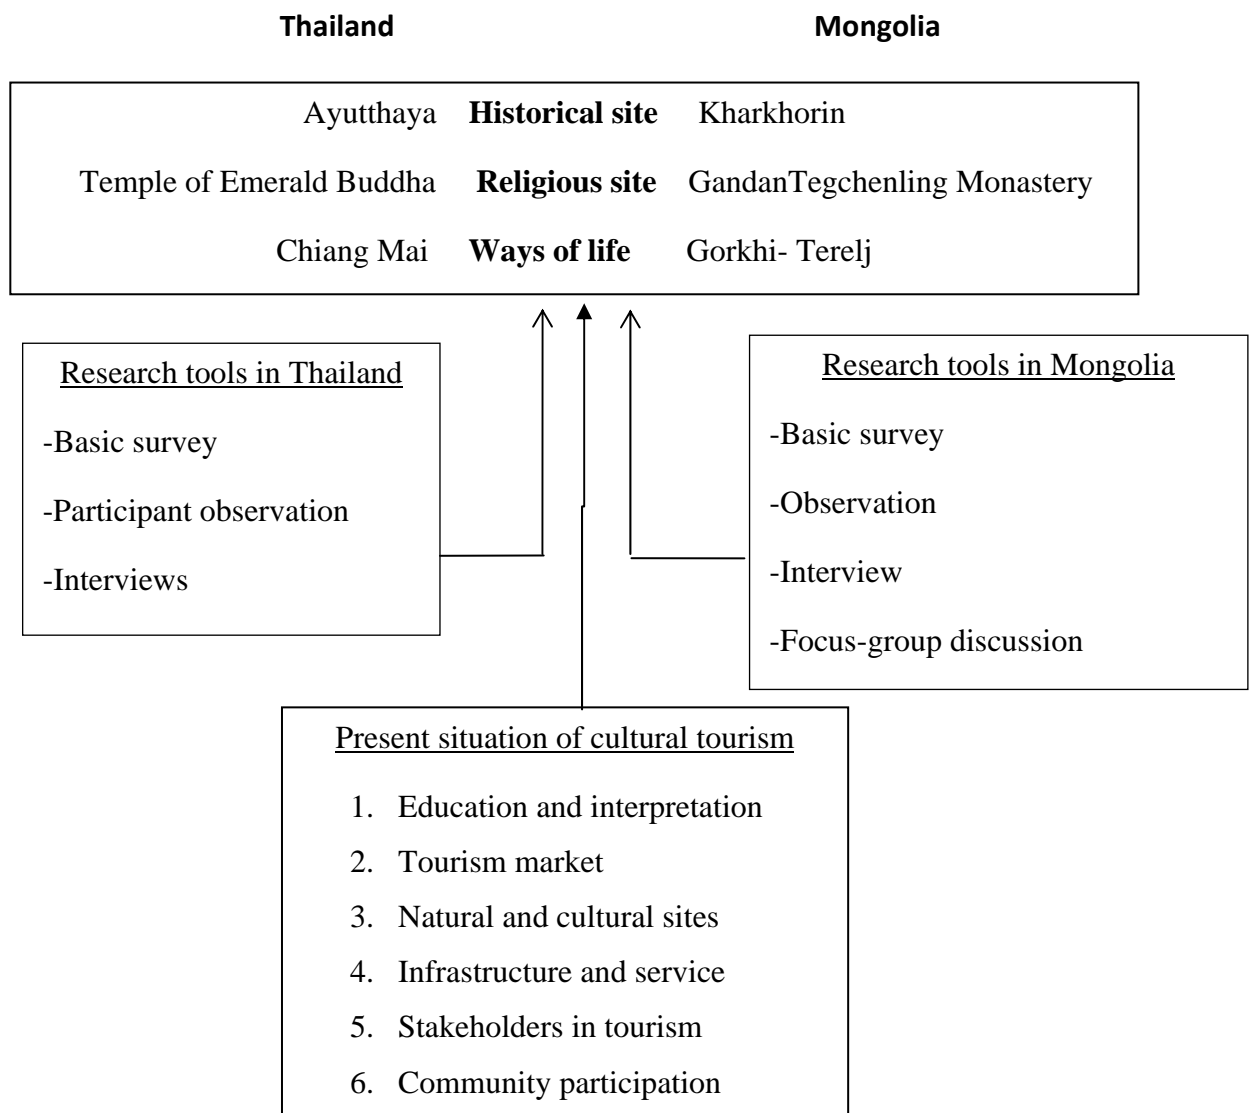 Thailand Mongolia
Ayutthaya Historical site Kharkhorin
Temple of Emerald Buddha Religious site GandanTegchenling Monastery
Chiang Mai Ways of life Gorkhi- Terelj
Research tools in Thailand
-Basic survey
-Participant observation
-Interviews
Research tools in Mongolia
-Basic survey
-Observation
-Interview
-Focus-group discussion
Present situation of cultural tourism
1. Education and interpretation
2. Tourism market
3. Natural and cultural sites
4. Infrastructure and service
5. Stakeholders in tourism
6. Community participation